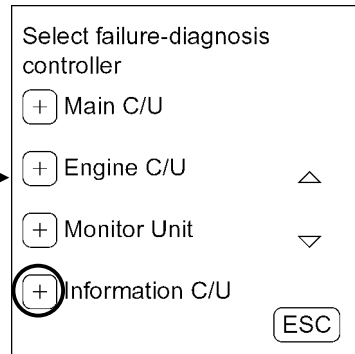 Select failure-diagnosis
controller
+ Main C/U
+ Engine C/U
+ Monitor Unit
+ Information C/U
ESC